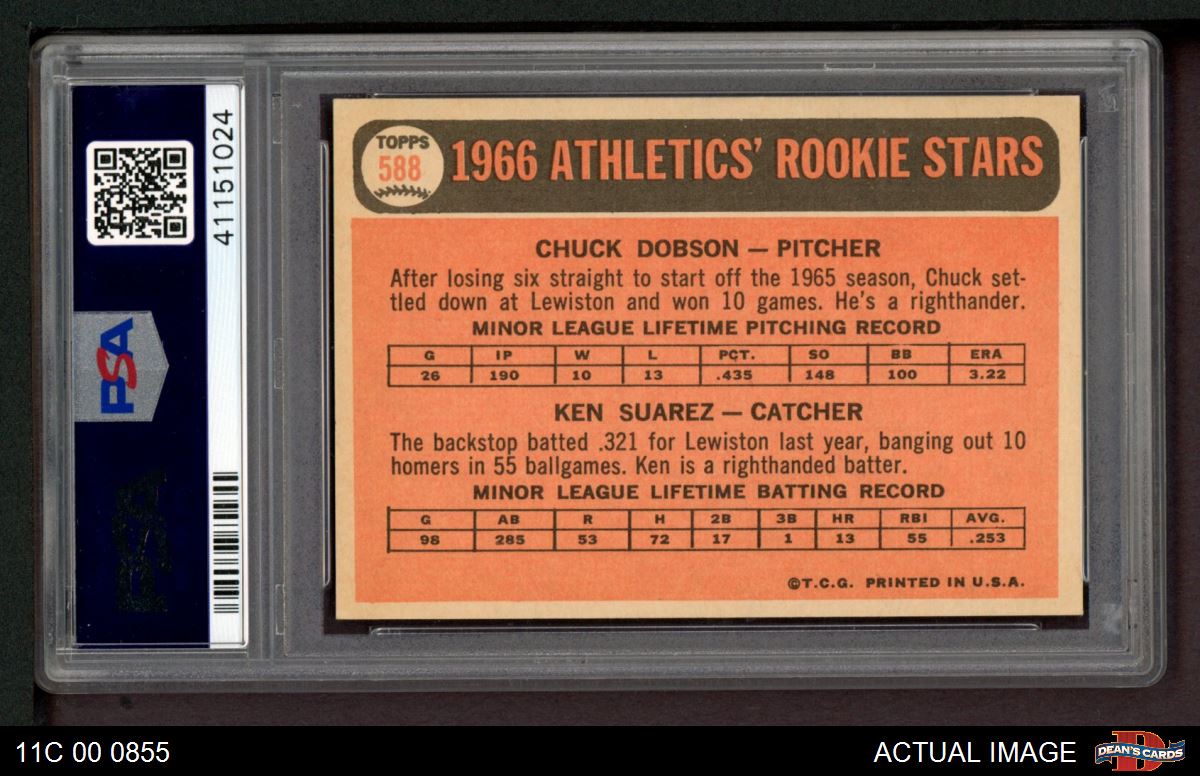 41151024
PSA
PSA
TOPPS
588
1966 ATHLETICS' ROOKIE STARS
CHUCK DOBSON — PITCHER
After losing six straight to start off the 1965 season, Chuck set-
tled down at Lewiston and won 10 games. He's a righthander.
MINOR LEAGUE LIFETIME PITCHING RECORD
G IP W L PCT. SO BB ERA
26 190 10 13 .435 148 100 3.22
KEN SUAREZ — CATCHER
The backstop batted .321 for Lewiston last year, banging out 10
homers in 55 ballgames. Ken is a righthanded batter.
MINOR LEAGUE LIFETIME BATTING RECORD
G AB R H 2B 3B HR RBI AVG.
98 285 53 72 17 1 13 55 .253
©T.C.G. PRINTED IN U.S.A.
11C 00 0855
ACTUAL IMAGE
DEAN'S CARDS